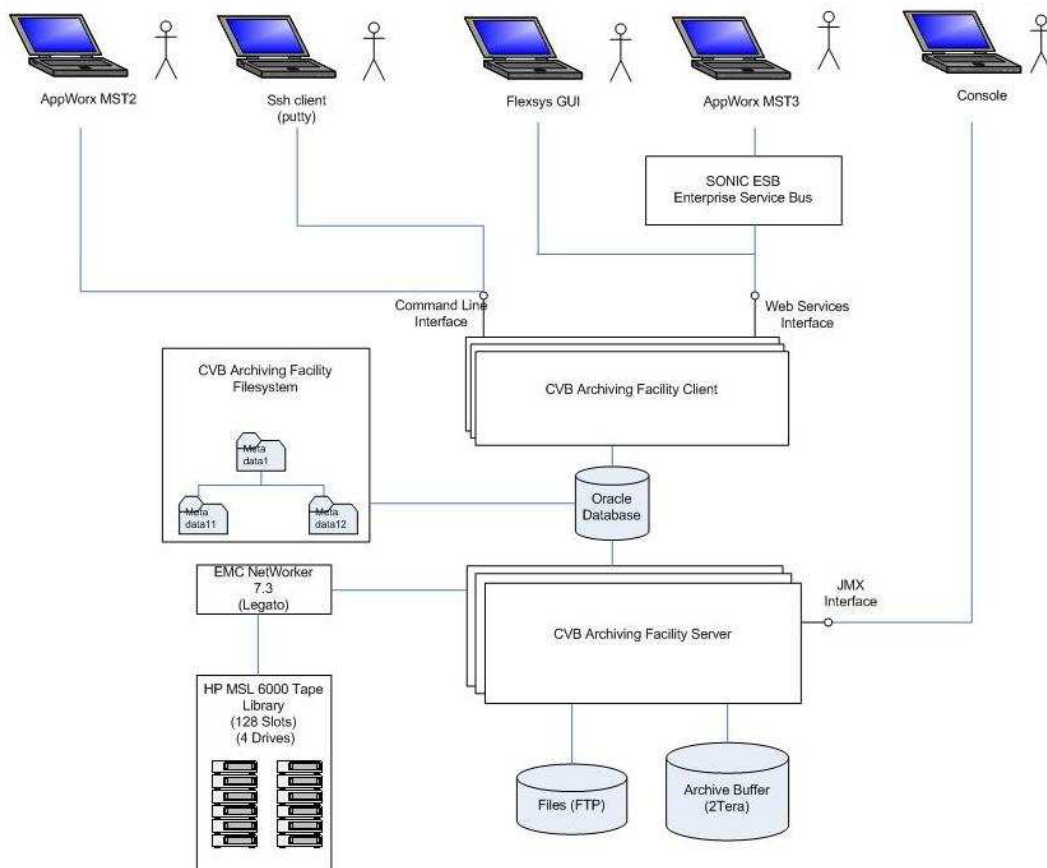 AppWorx MST2
Ssh client
(putty)
Flexsys GUI
AppWorx MST3
Console
SONIC ESB
Enterprise Service Bus
Command Line
Interface
Web Services
Interface
CVB Archiving Facility
Filesystem
Meta
data1
Meta
data11
Meta
data12
CVB Archiving Facility Client
Oracle
Database
EMC NetWorker
7.3
(Legato)
JMX
Interface
CVB Archiving Facility Server
HP MSL 6000 Tape
Library
(128 Slots)
(4 Drives)
Files (FTP)
Archive Buffer
(2Tera)